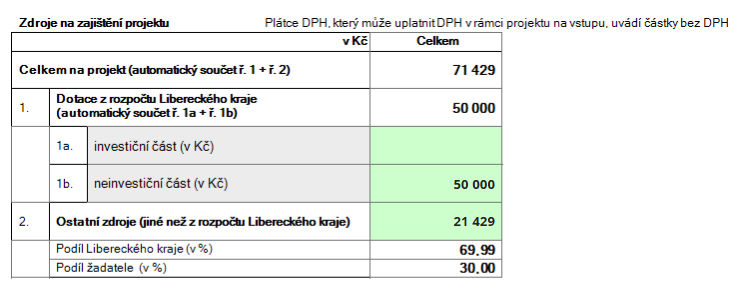 Zdroje na zajištění projektu Plátce DPH, který může uplatnit DPH v rámci projektu na vstupu, uvádí částky bez DPH
v Kč Celkem
Celkem na projekt (automatický součet ř. 1 + ř. 2) 71 429
1. Dotace z rozpočtu Libereckého kraje
(automatický součet ř. 1a + ř. 1b) 50 000
1a. investiční část (v Kč)
1b. neinvestiční část (v Kč) 50 000
2. Ostatní zdroje (jiné než z rozpočtu Libereckého kraje) 21 429
Podíl Libereckého kraje (v %) 69,99
Podíl žadatele (v %) 30,00